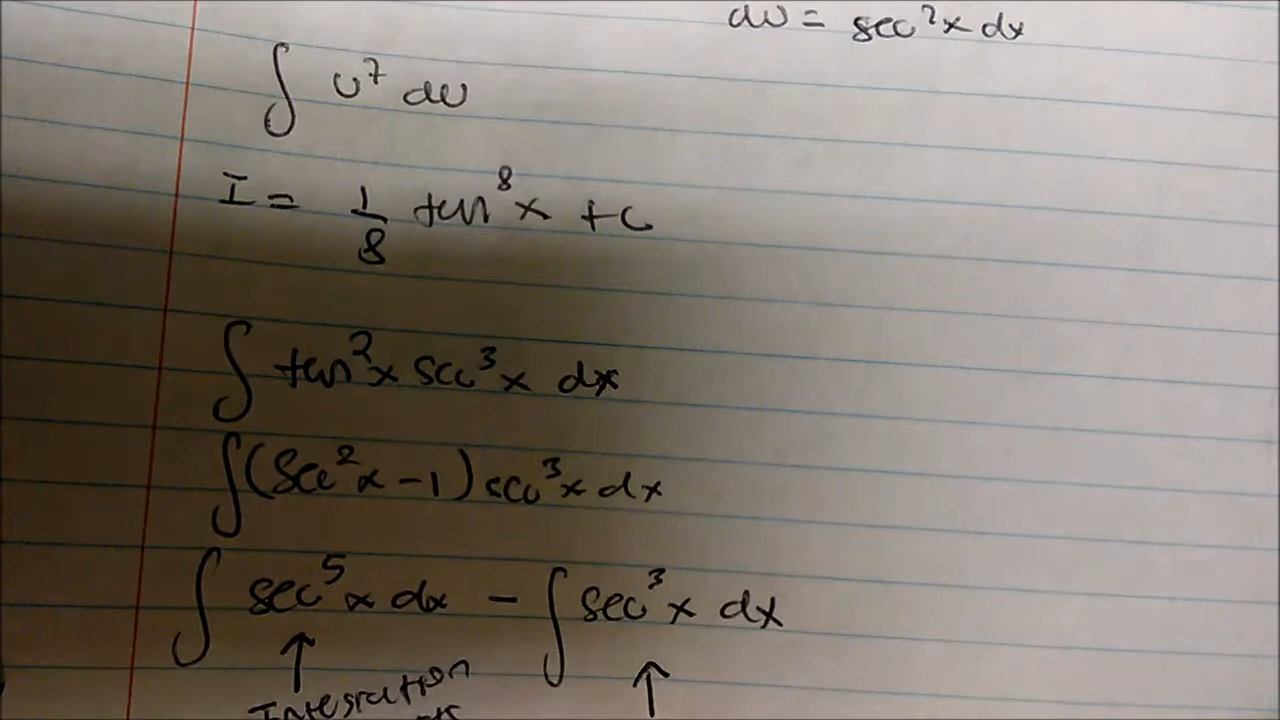 du = sec²x dx
∫ u⁷ du
I = 1/8 tan⁸x + c
∫ tan²x sec³x dx
∫(sec²x - 1) sec³x dx
∫ sec⁵x dx - ∫ sec³x dx
↑ ↑
Integration